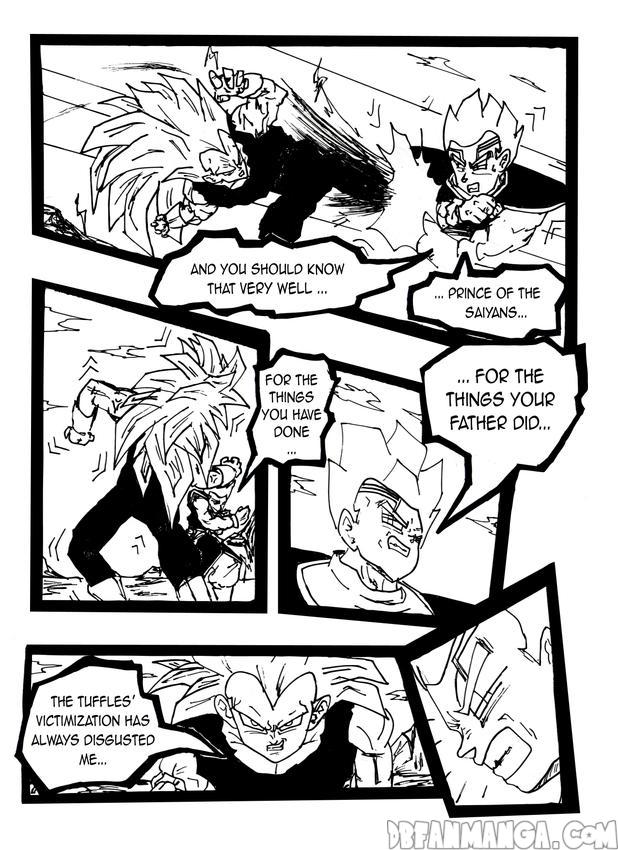 AND YOU SHOULD KNOW
THAT VERY WELL ...
... PRINCE OF THE
SAIYANS...
FOR THE
THINGS
YOU HAVE
DONE
...
... FOR THE
THINGS YOUR
FATHER DID...
THE TUFFLES'
VICTIMIZATION HAS
ALWAYS DISGUSTED
ME...
DBFANMANGA.COM